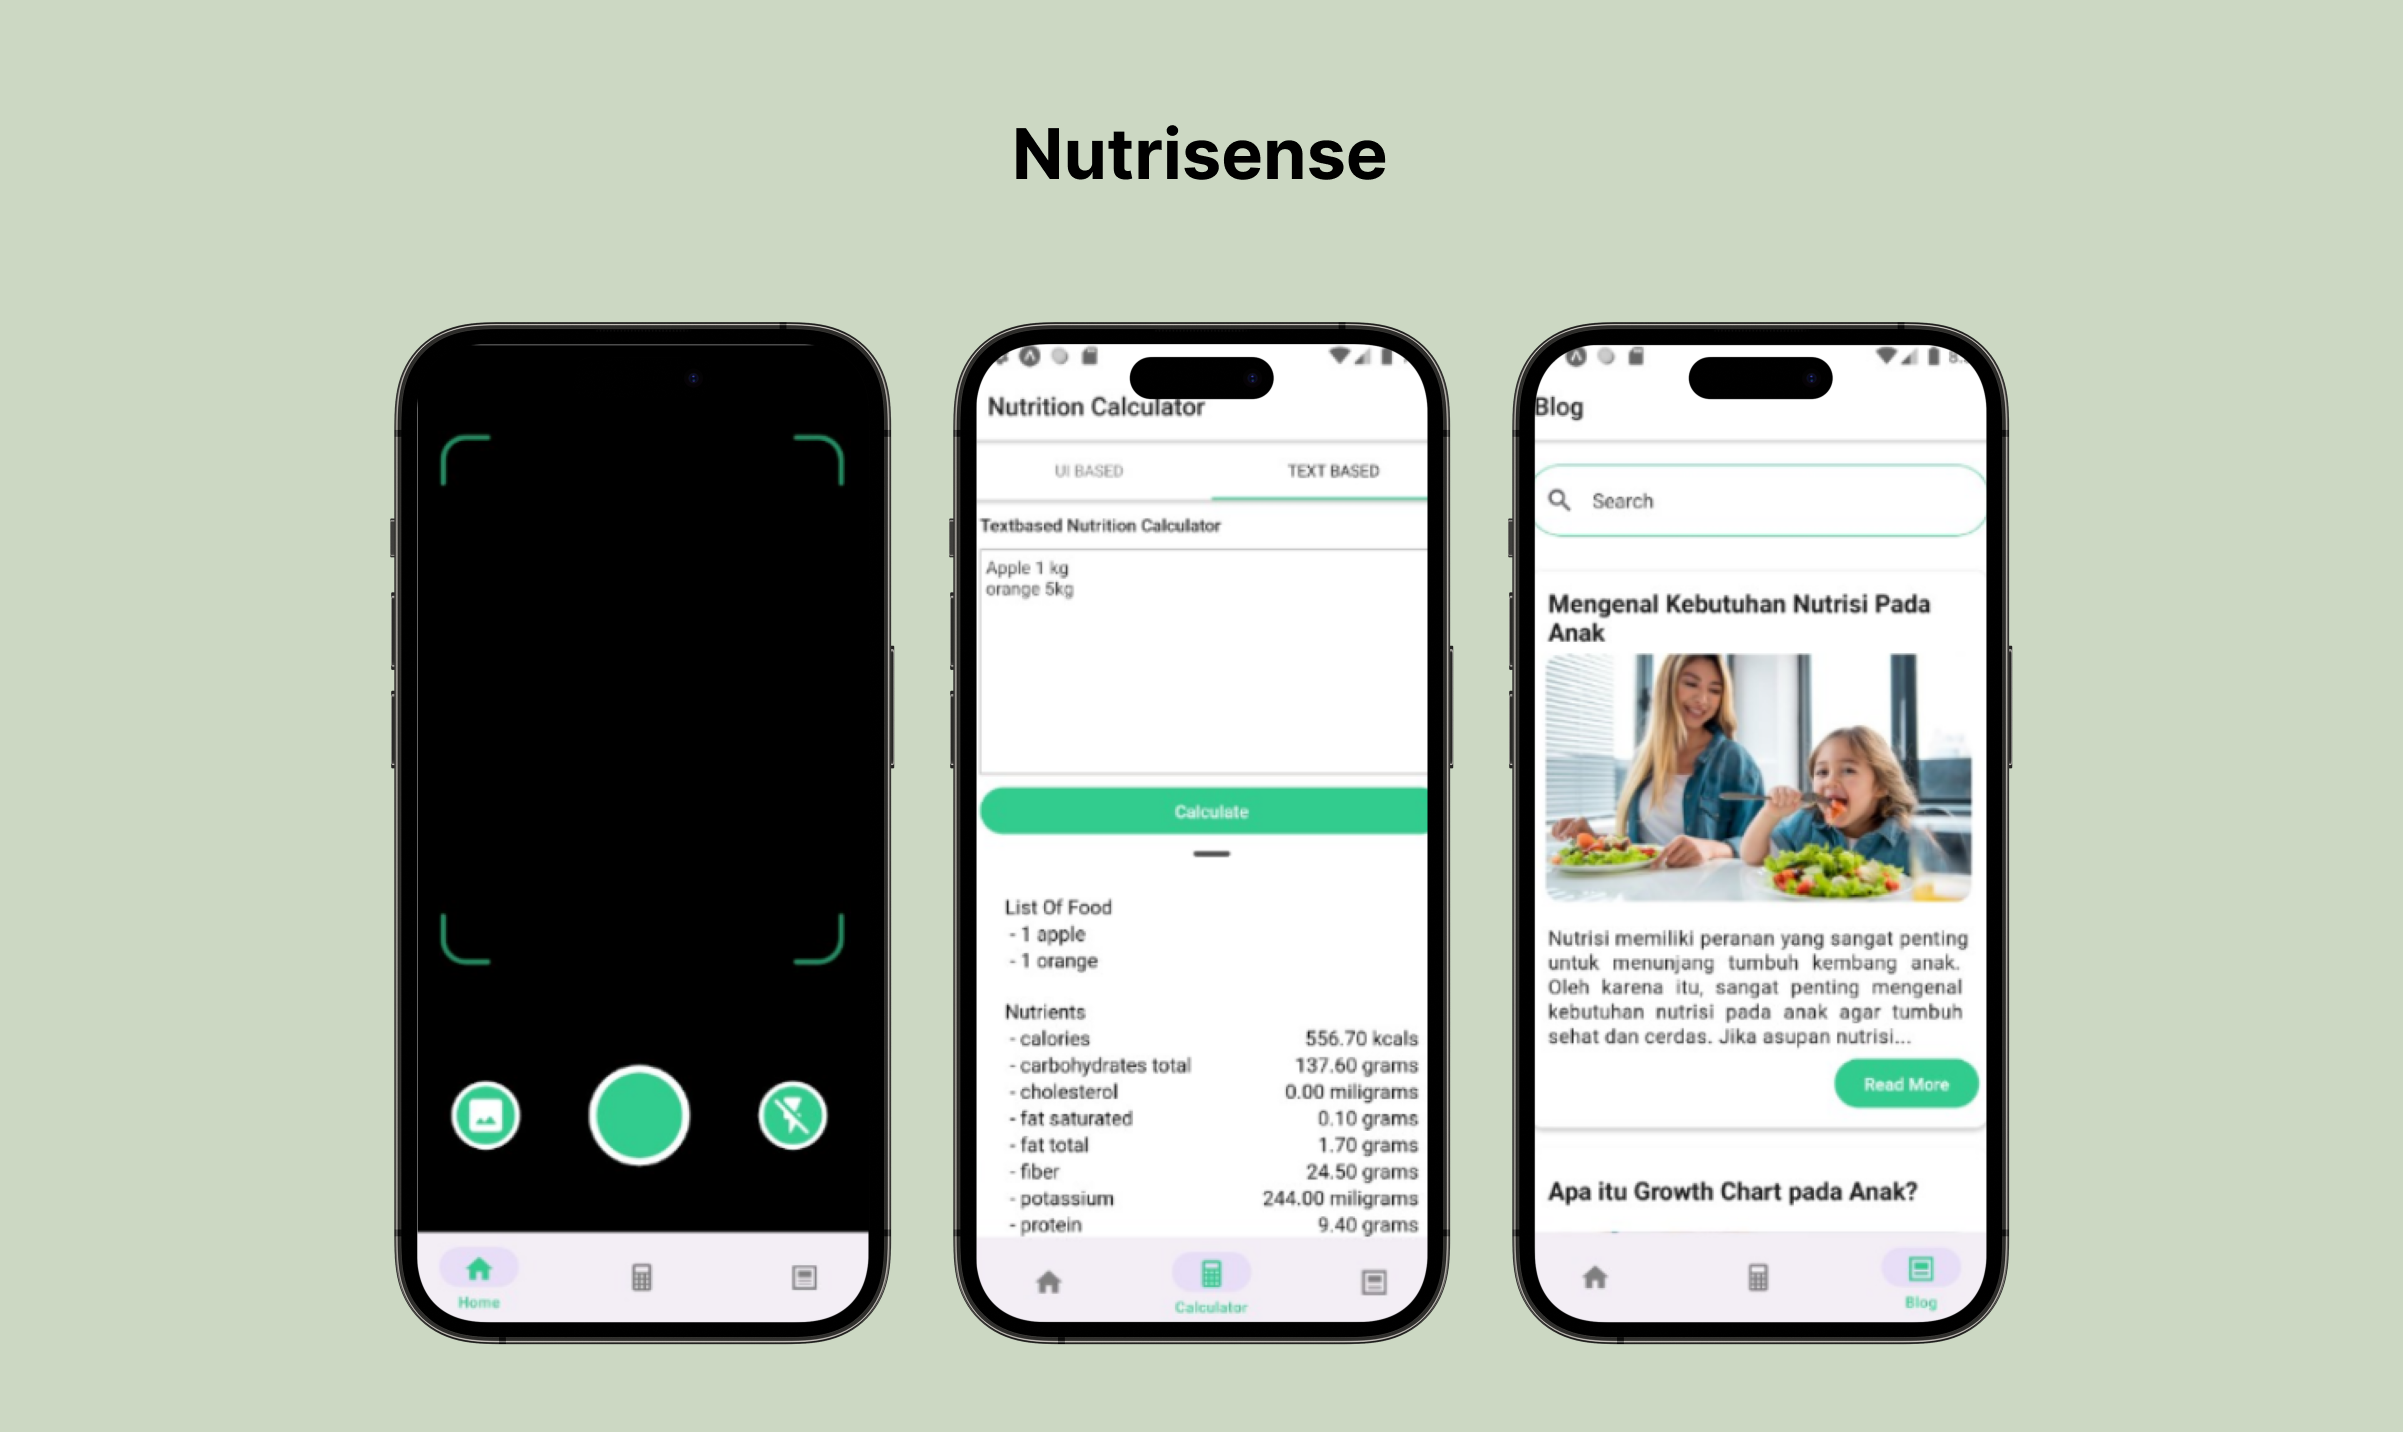 Nutrisense
Home
Nutrition Calculator
UI BASED
TEXT BASED
Textbased Nutrition Calculator
Apple 1 kg
orange 5kg
Calculate
List Of Food
- 1 apple
- 1 orange
Nutrients
- calories 556.70 kcals
- carbohydrates total 137.60 grams
- cholesterol 0.00 miligrams
- fat saturated 0.10 grams
- fat total 1.70 grams
- fiber 24.50 grams
- potassium 244.00 miligrams
- protein 9.40 grams
Calculator
Blog
Search
Mengenal Kebutuhan Nutrisi Pada
Anak
Nutrisi memiliki peranan yang sangat penting
untuk menunjang tumbuh kembang anak.
Oleh karena itu, sangat penting mengenal
kebutuhan nutrisi pada anak agar tumbuh
sehat dan cerdas. Jika asupan nutrisi...
Read More
Apa itu Growth Chart pada Anak?
Blog